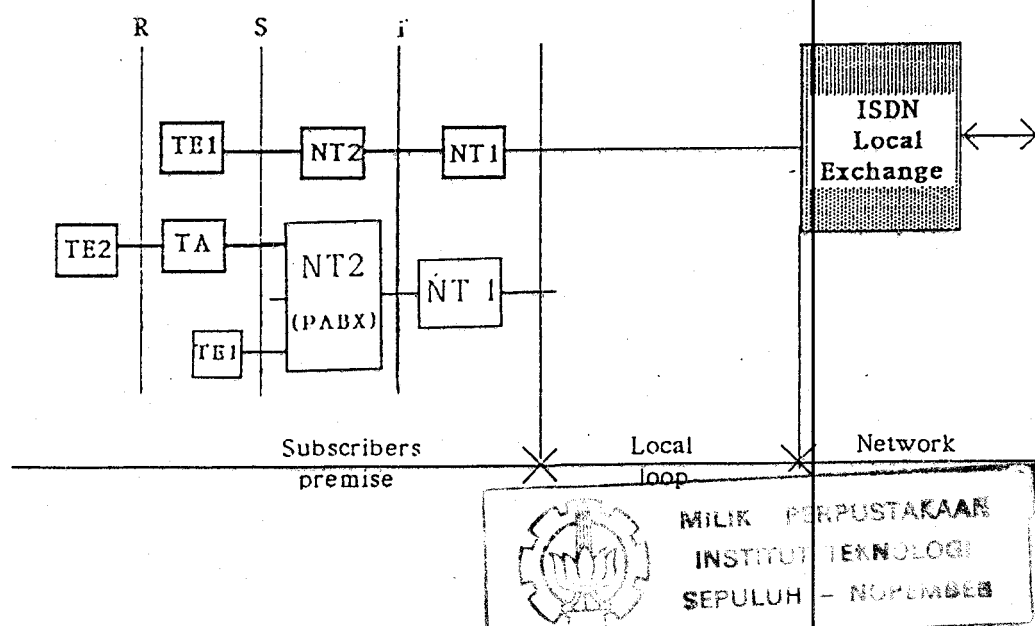 R S T
ISDN
Local
Exchange
TE1 NT2 NT1
TE2 TA NT2 NT 1
(PABX)
TE1
Subscribers Local Network
premise loop
MILIK PERPUSTAKAAN
INSTITUT TEKNOLOGI
SEPULUH - NOPEMBER